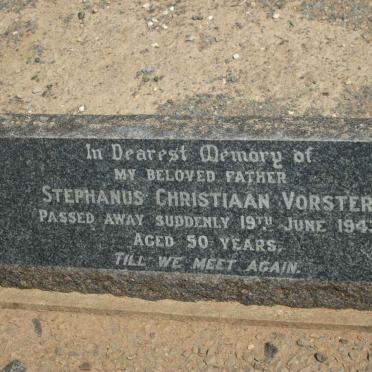 In Dearest Memory of
MY BELOVED FATHER
STEPHANUS CHRISTIAAN VORSTER
PASSED AWAY SUDDENLY 19TH JUNE
AGED 50 YEARS.
TILL WE MEET AGAIN.